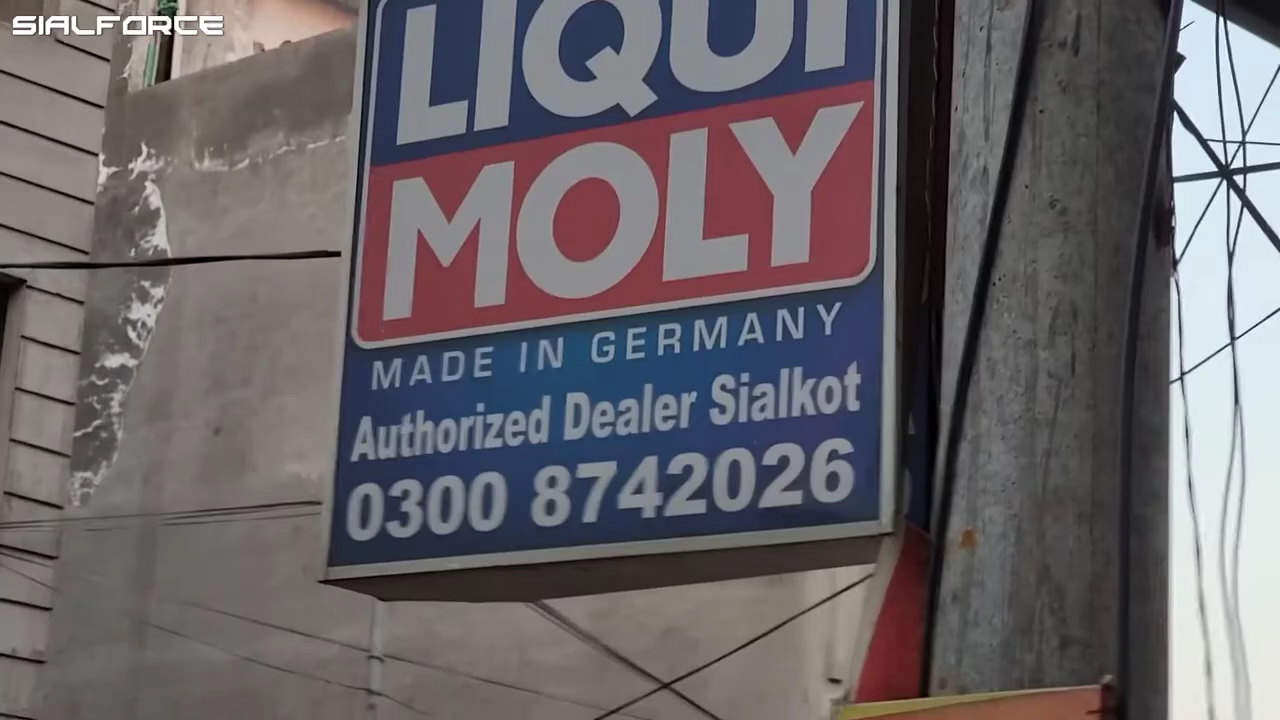 SIALFORCE
LIQUI
MOLY
MADE IN GERMANY
Authorized Dealer Sialkot
0300 8742026